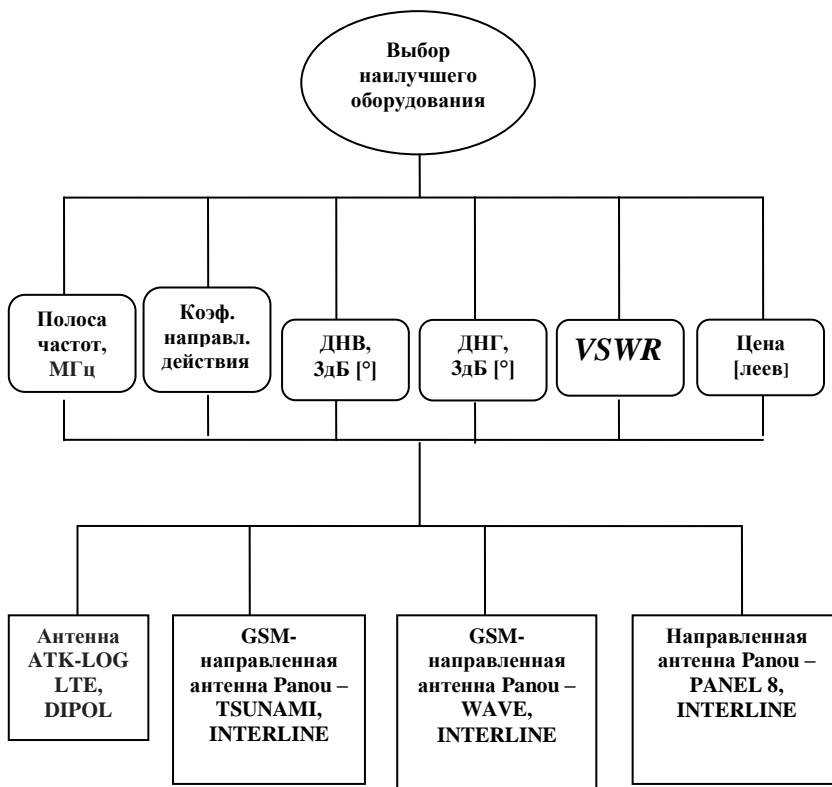 Выбор
наилучшего
оборудования
Полоса
частот,
МГц
Коэф.
направл.
действия
ДНВ,
3дБ [°]
ДНГ,
3дБ [°]
VSWR
Цена
[леев]
Антенна
ATK-LOG
LTE,
DIPOL
GSM-
направленная
антенна Panou –
TSUNAMI,
INTERLINE
GSM-
направленная
антенна Panou –
WAVE,
INTERLINE
Направленная
антенна Panou –
PANEL 8,
INTERLINE